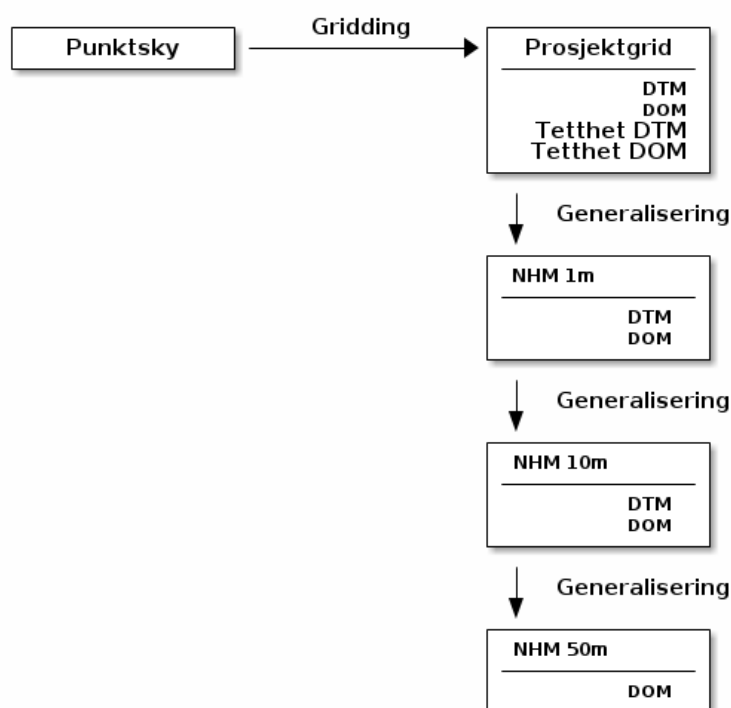 Punktsky
Gridding
Prosjektgrid
DTM
DOM
Tetthet DTM
Tetthet DOM
Generalisering
NHM 1m
DTM
DOM
Generalisering
NHM 10m
DTM
DOM
Generalisering
NHM 50m
DOM